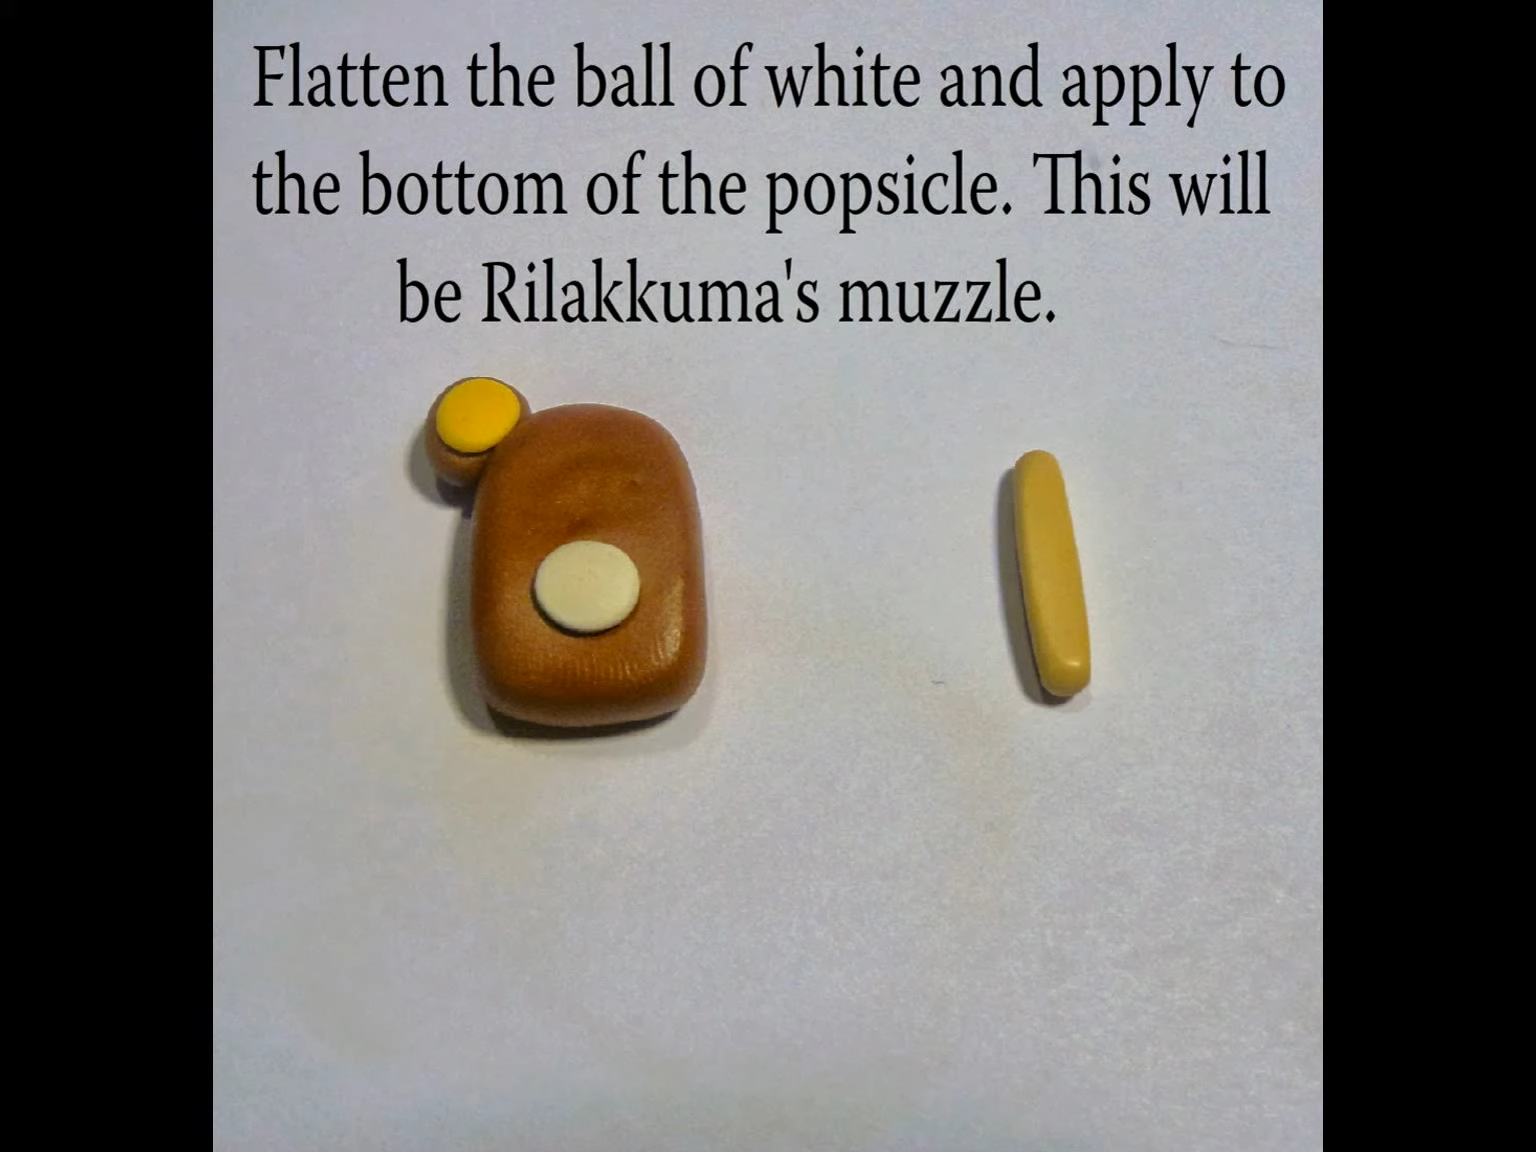 Flatten the ball of white and apply to
the bottom of the popsicle. This will
be Rilakkuma's muzzle.